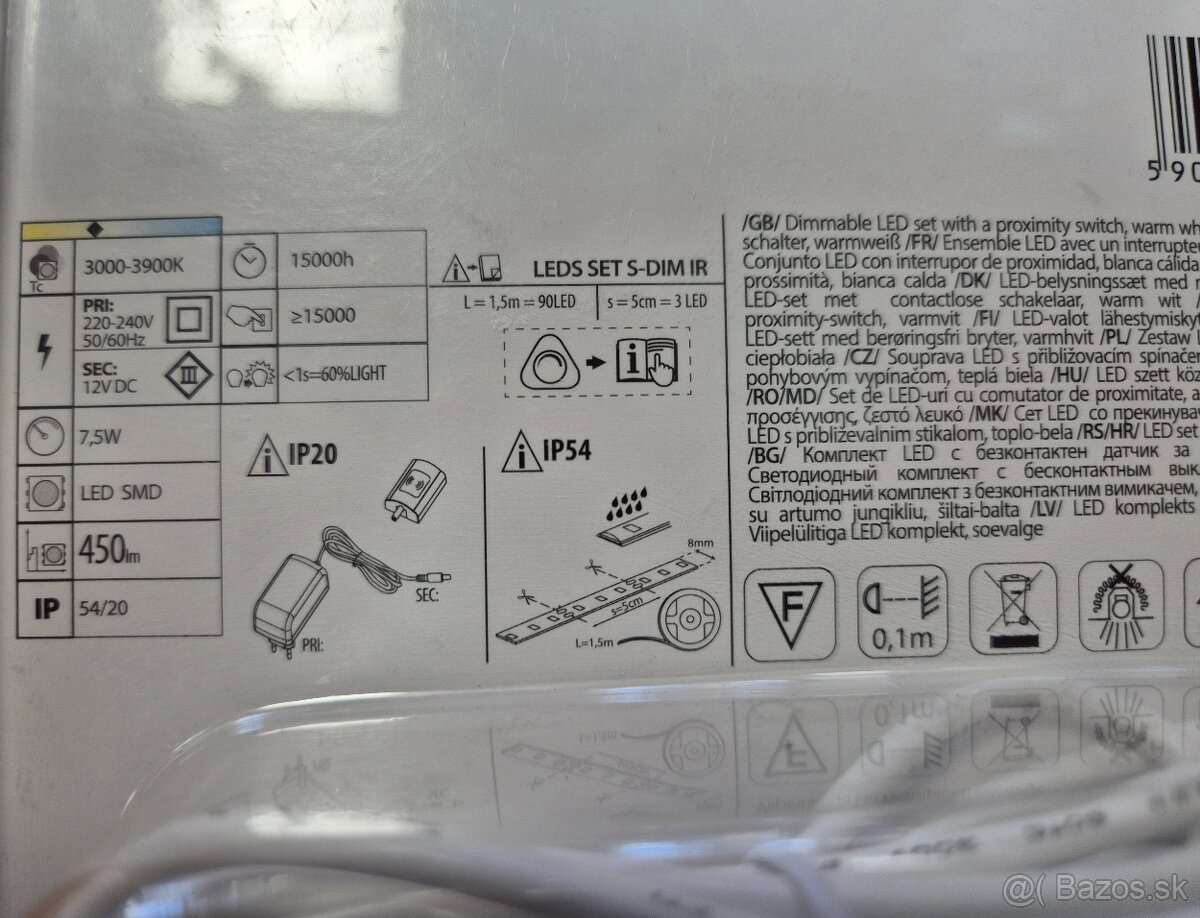 590
Tc
3000-3900K
15000h
PRI:
220-240V
50/60Hz
≥15000
SEC:
12V DC
III
<1s=60%LIGHT
7,5W
LED SMD
450lm
IP 54/20
i
LEDS SET S-DIM IR
L = 1,5m = 90LED
s = 5cm = 3 LED
i
i IP20
SEC:
PRI:
i IP54
8mm
s=5cm
L=1,5m
/GB/ Dimmable LED set with a proximity switch, warm wh
schalter, warmweiß /FR/ Ensemble LED avec un interrupte
Conjunto LED con interrupor de proximidad, blanca cálida
prossimità, bianca calda /DK/ LED-belysningssæt med
LED-set met contactlose schakelaar, warm wit
proximity-switch, varmvit /FI/ LED-valot lähestymiskyt
LED-sett med berøringsfri bryter, varmhvit /PL/ Zestaw
ciepłobiała /CZ/ Souprava LED s přibližovacím spínače
pohybovým vypínačom, teplá biela /HU/ LED szett köz
/RO/MD/ Set de LED-uri cu comutator de proximitate, a
προσέγγισης, ζεστό λευκό /MK/ Сет LED со прекинува
LED s približevalnim stikalom, toplo-bela /RS/HR/ LED set
/BG/ Комплект LED с безконтактен датчик за
Светодиодный комплект с бесконтактным вык
Світлодіодний комплект з безконтактним вимикачем,
su artumo jungikliu, šiltai-balta /LV/ LED komplekts
Viipelülitiga LED komplekt, soevalge
F
0,1m
@( Bazos.sk